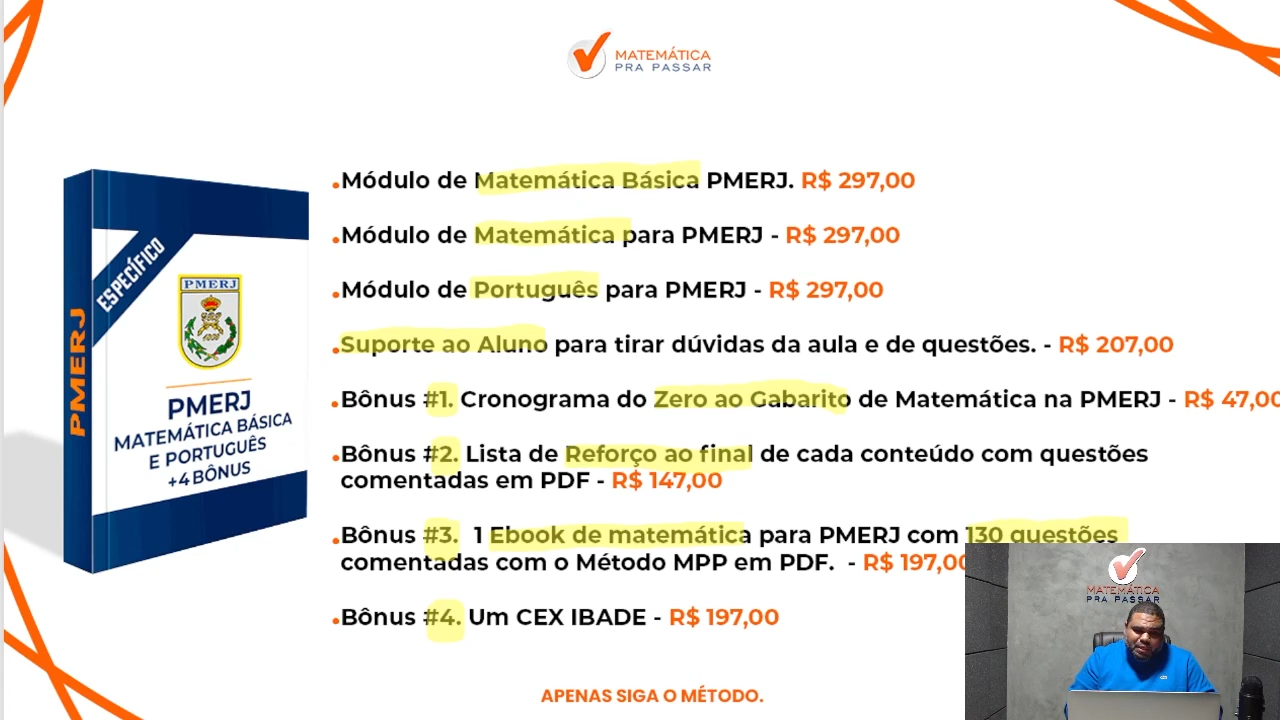 MATEMÁTICA
PRA PASSAR
.Módulo de Matemática Básica PMERJ. R$ 297,00
.Módulo de Matemática para PMERJ - R$ 297,00
.Módulo de Português para PMERJ - R$ 297,00
.Suporte ao Aluno para tirar dúvidas da aula e de questões. - R$ 207,00
.Bônus #1. Cronograma do Zero ao Gabarito de Matemática na PMERJ - R$ 47,00
.Bônus #2. Lista de Reforço ao final de cada conteúdo com questões
comentadas em PDF - R$ 147,00
.Bônus #3. 1 Ebook de matemática para PMERJ com 130 questões
comentadas com o Método MPP em PDF. - R$ 197,00
.Bônus #4. Um CEX IBADE - R$ 197,00
APENAS SIGA O MÉTODO.
ESPECÍFICO
PMERJ
PMERJ
PMERJ
MATEMÁTICA BÁSICA
E PORTUGUÊS
+4 BÔNUS
MATEMÁTICA
PRA PASSAR